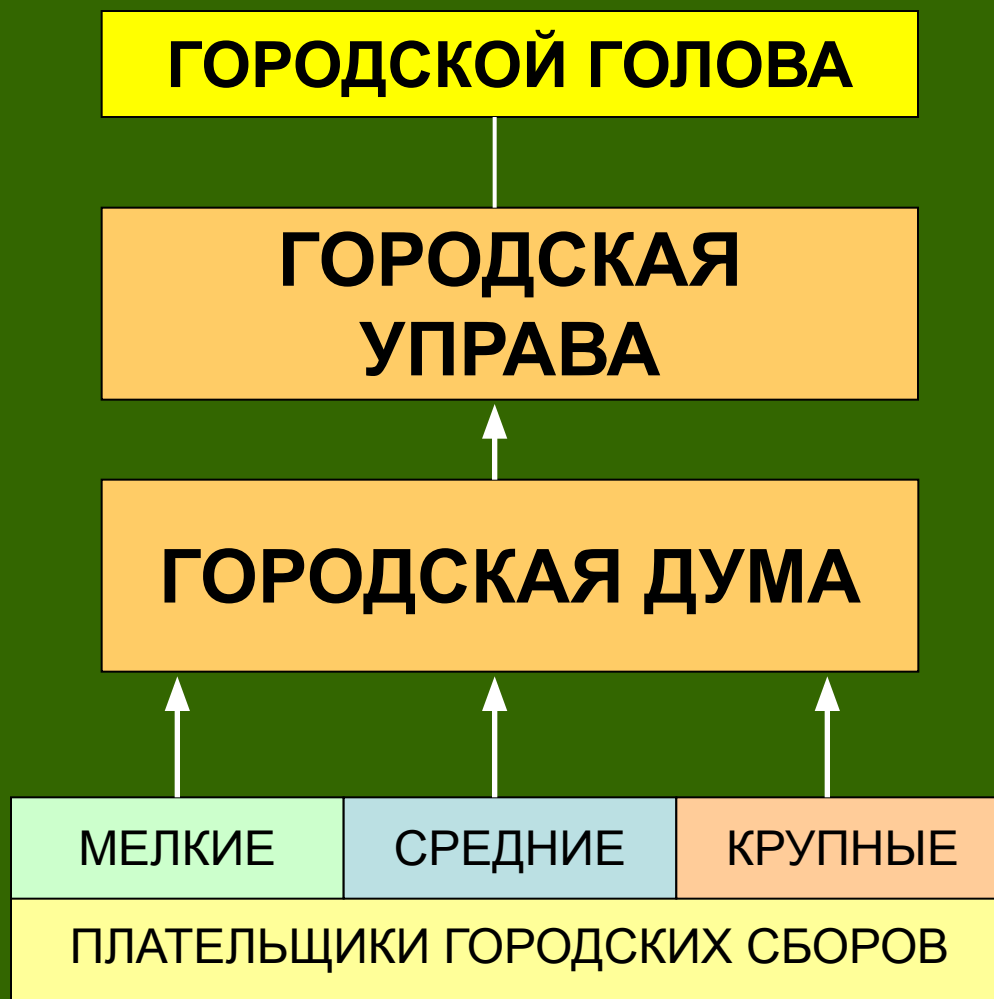 ГОРОДСКОЙ ГОЛОВА
ГОРОДСКАЯ
УПРАВА
ГОРОДСКАЯ ДУМА
МЕЛКИЕ СРЕДНИЕ КРУПНЫЕ
ПЛАТЕЛЬЩИКИ ГОРОДСКИХ СБОРОВ